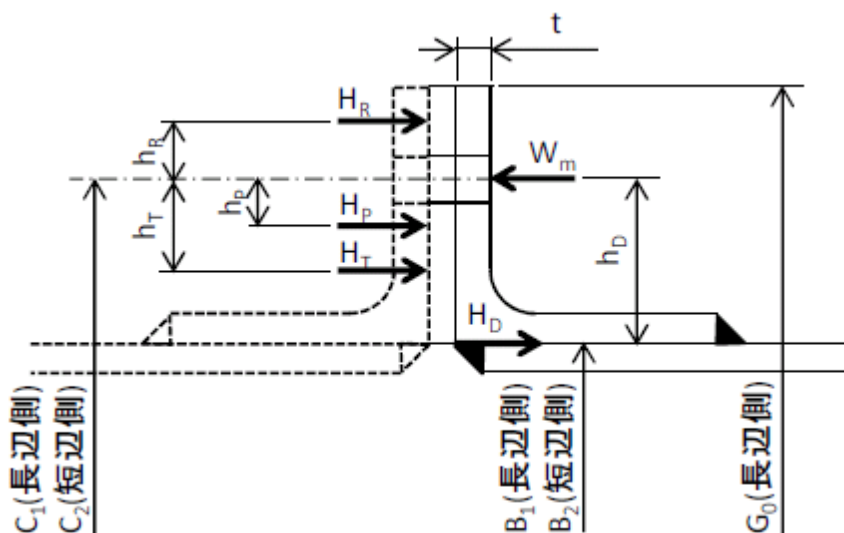 t
H_R
h_R
W_m
h_P
h_T
H_P
H_T
h_D
H_D
C_1(長辺側)
C_2(短辺側)
B_1(長辺側)
B_2(短辺側)
G_0(長辺側)